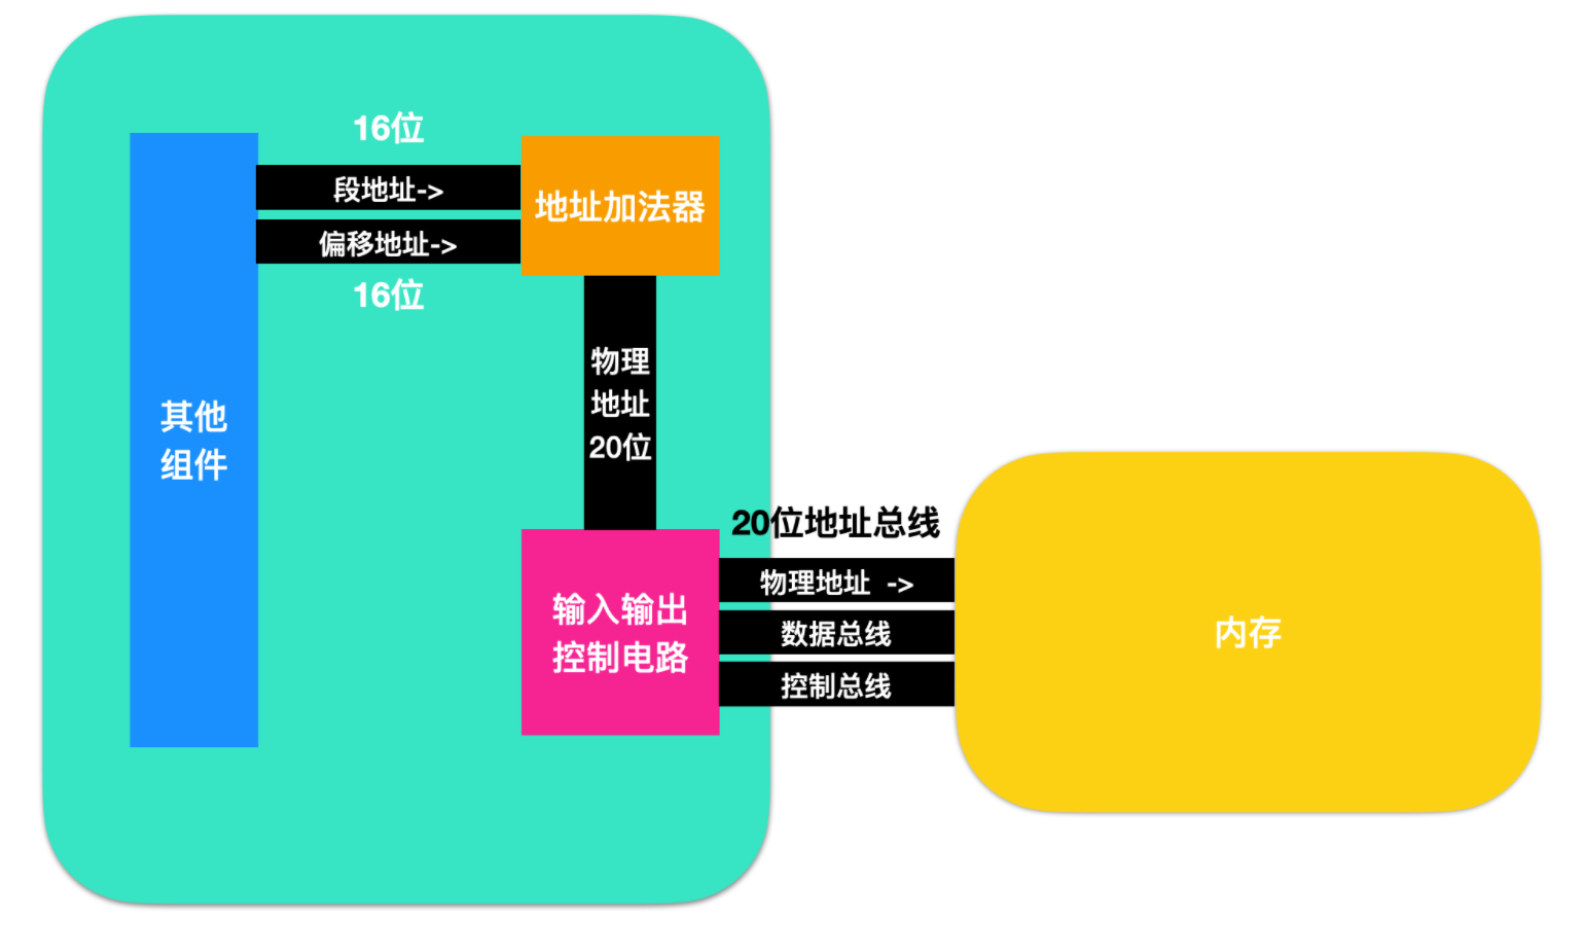 16位
段地址->
偏移地址->
16位
地址加法器
物理
地址
20位
其他
组件
输入输出
控制电路
20位地址总线
物理地址 ->
数据总线
控制总线
内存